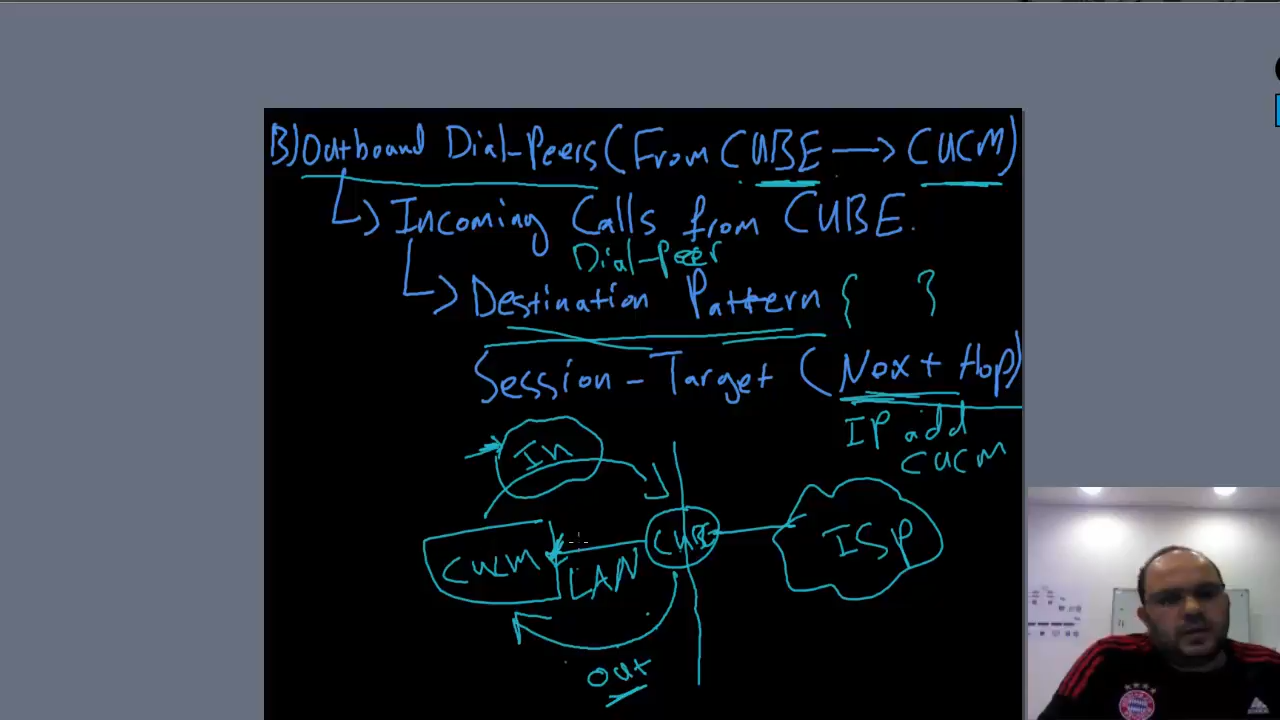 B) Outbound Dial-Peers (From CUBE → CUCM)
↳ Incoming Calls from CUBE.
Dial-Peer
↳ Destination Pattern { }
Session-Target (Next Hop)
IP add
CUCM
In
CUCM
LAN
CUBE
ISP
out